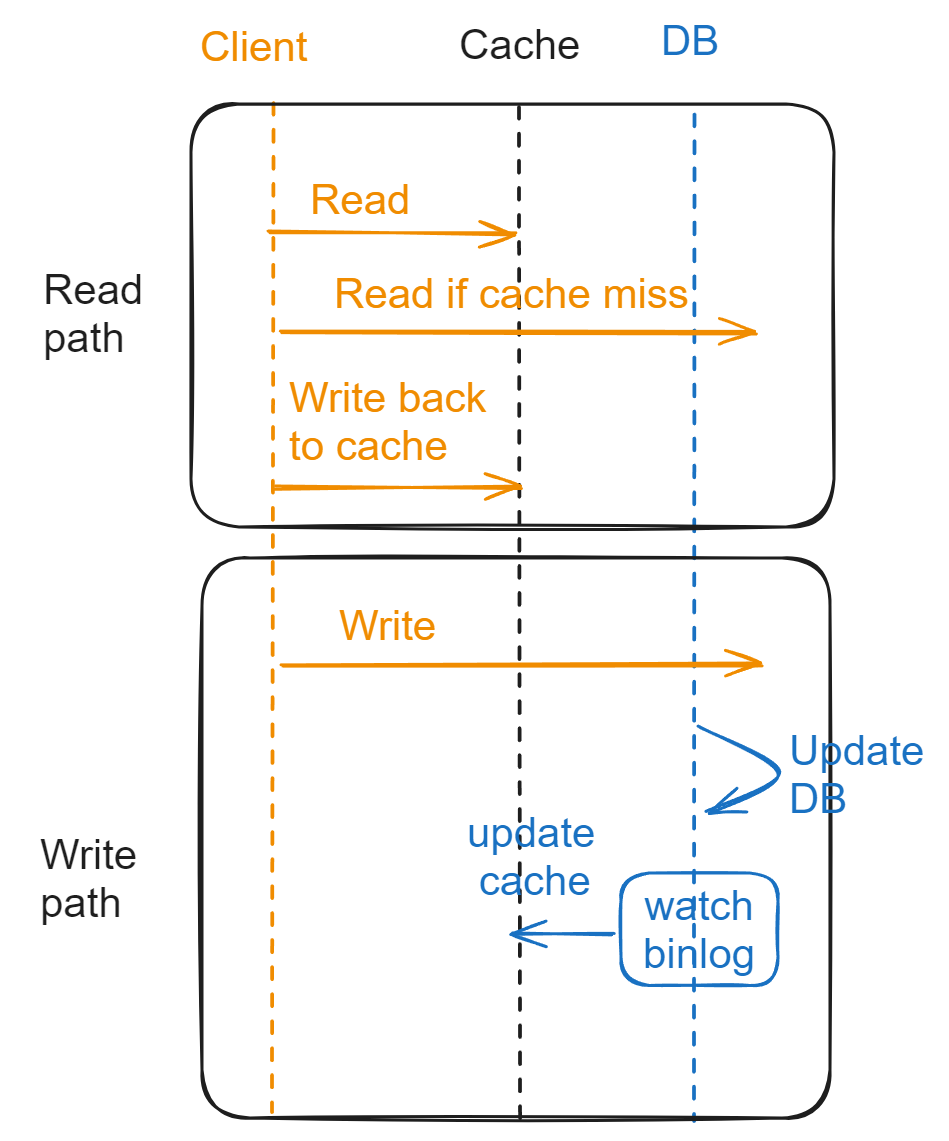 Client
Cache
DB
Read
path
Read
Read if cache miss
Write back
to cache
Write
path
Write
Update
DB
update
cache
watch
binlog